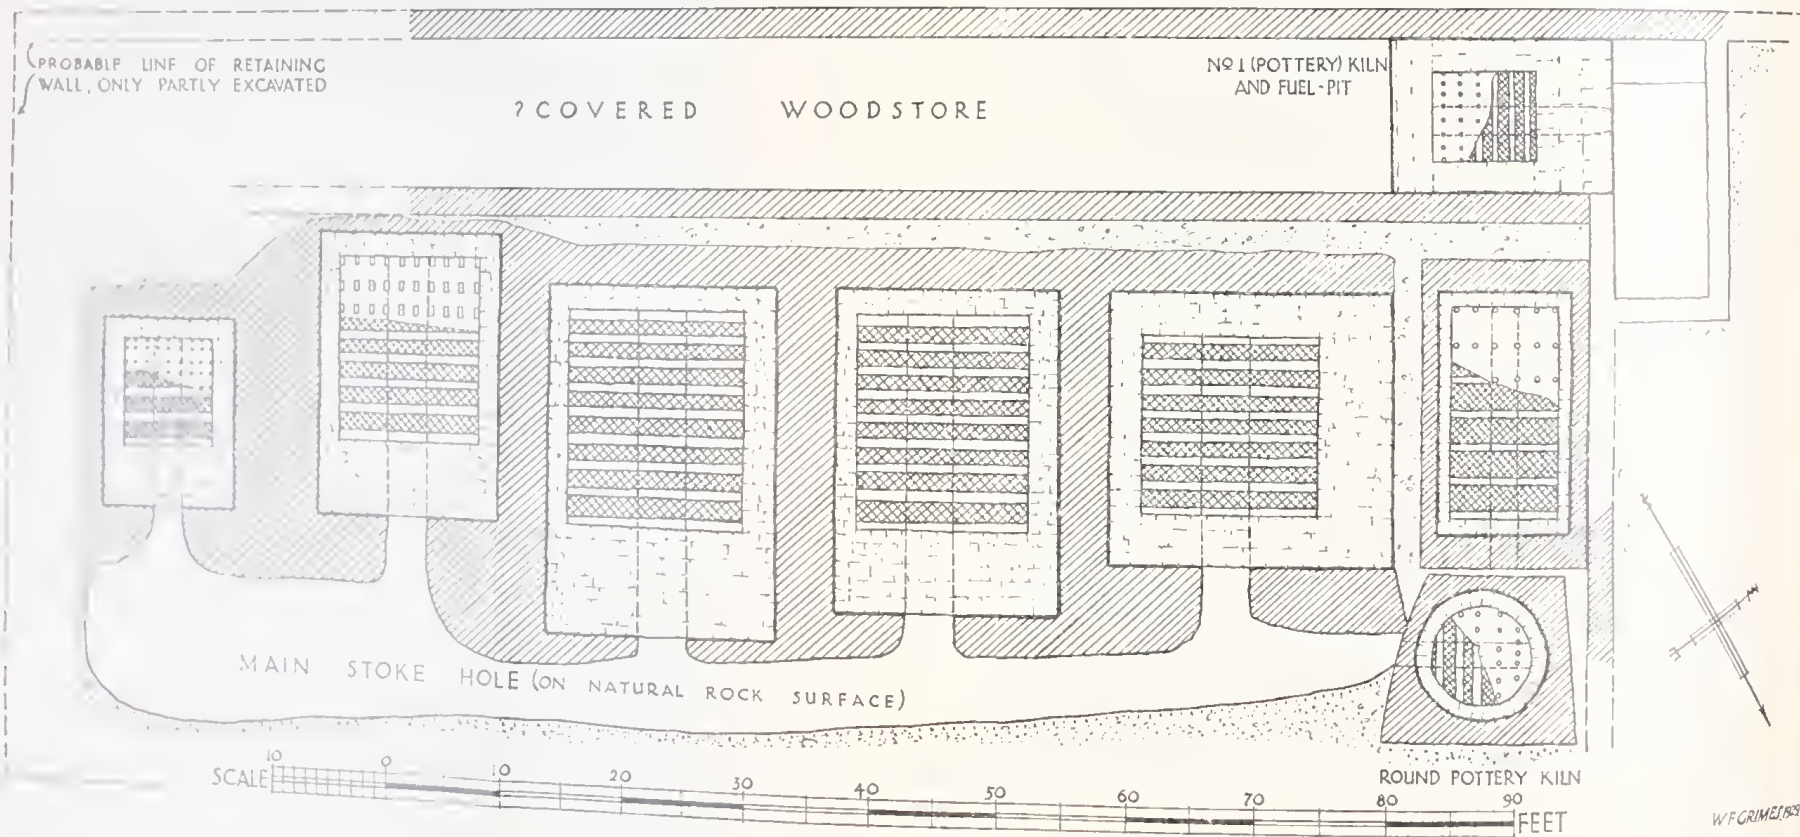 PROBABLE LINE OF RETAINING
WALL, ONLY PARTLY EXCAVATED
? COVERED WOODSTORE
Nº 1 (POTTERY) KILN
AND FUEL-PIT
MAIN STOKE HOLE (ON NATURAL ROCK SURFACE)
ROUND POTTERY KILN
SCALE 10 0 10 20 30 40 50 60 70 80 90 FEET
W. F. GRIMES,